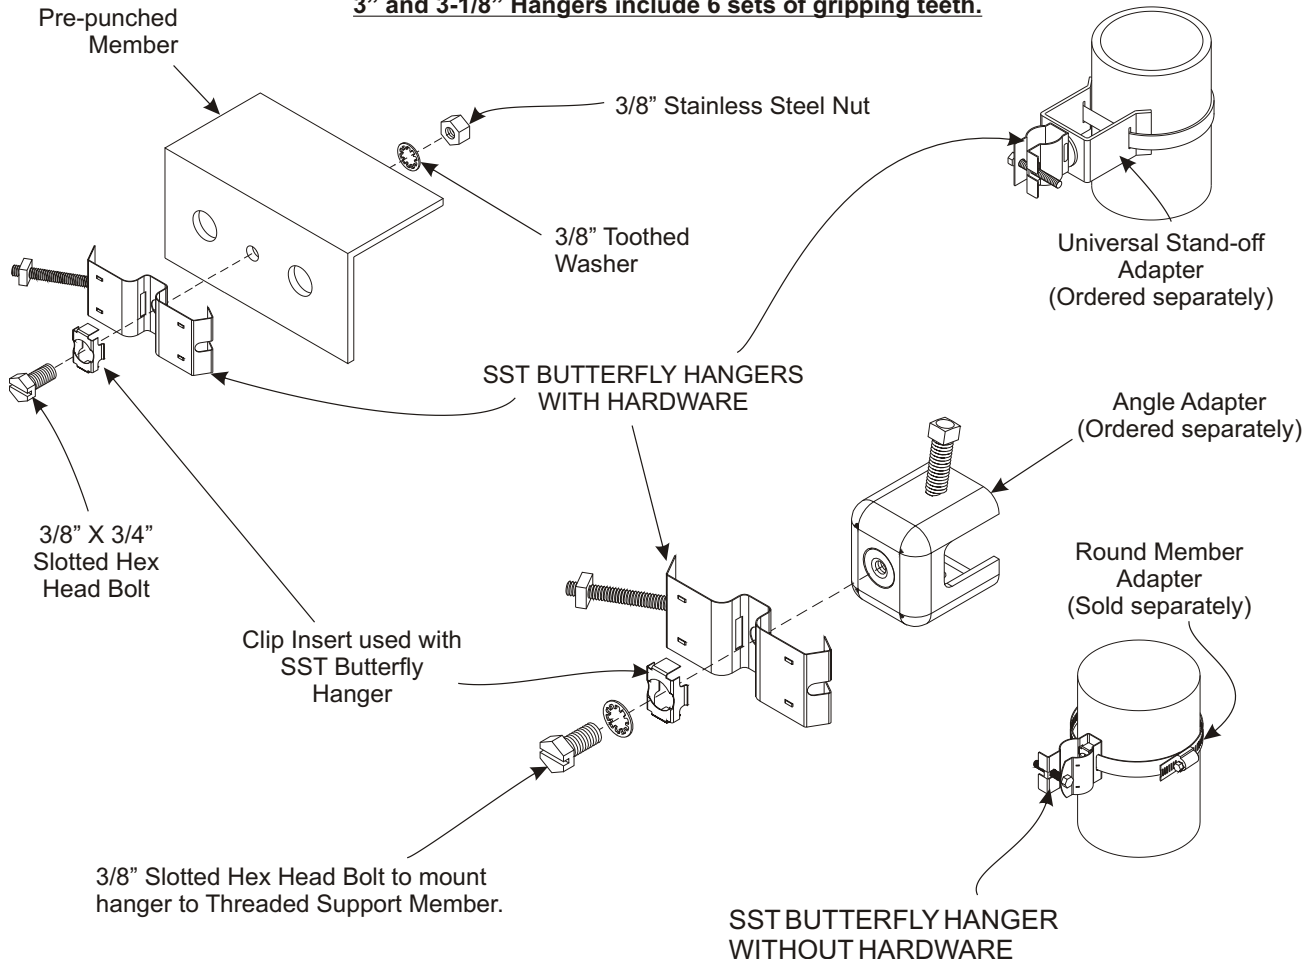 3” and 3-1/8” Hangers include 6 sets of gripping teeth.
Pre-punched
Member
3/8” Stainless Steel Nut
3/8” Toothed
Washer
Universal Stand-off
Adapter
(Ordered separately)
SST BUTTERFLY HANGERS
WITH HARDWARE
Angle Adapter
(Ordered separately)
3/8” X 3/4”
Slotted Hex
Head Bolt
Round Member
Adapter
(Sold separately)
Clip Insert used with
SST Butterfly
Hanger
3/8” Slotted Hex Head Bolt to mount
hanger to Threaded Support Member.
SST BUTTERFLY HANGER
WITHOUT HARDWARE